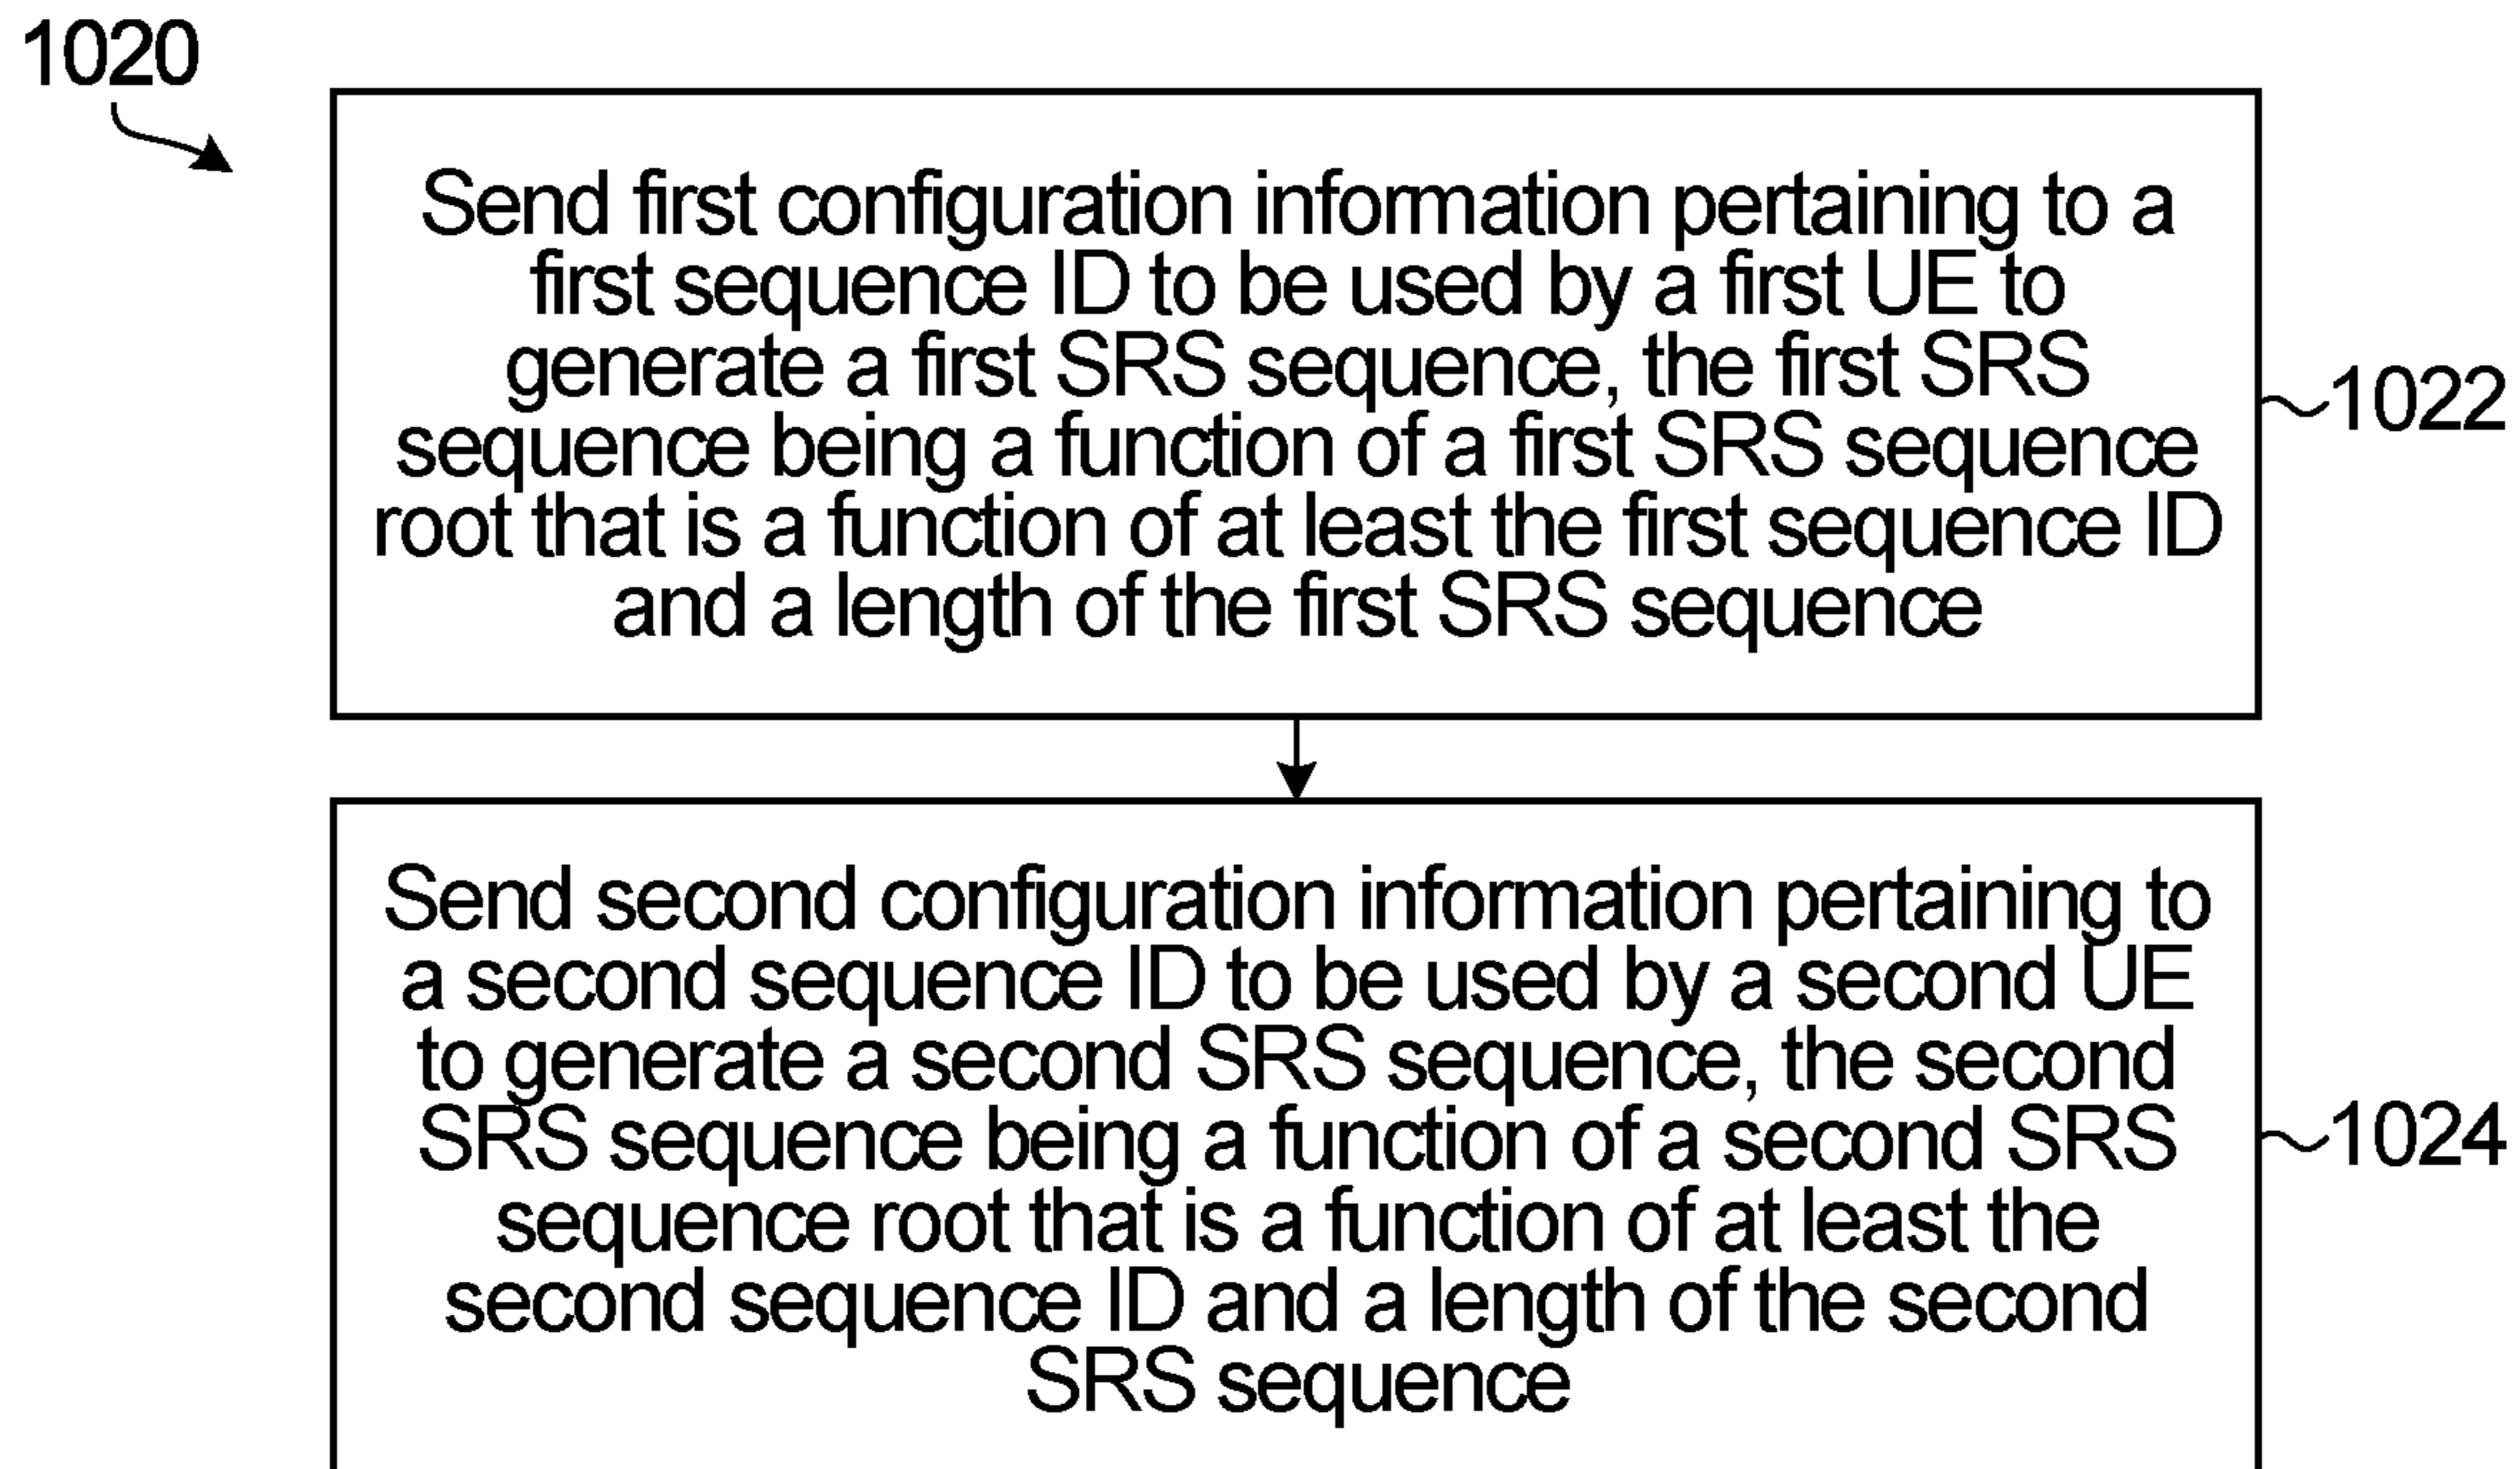 1020
Send first configuration information pertaining to a
first sequence ID to be used by a first UE to
generate a first SRS sequence, the first SRS
sequence being a function of a first SRS sequence
root that is a function of at least the first sequence ID
and a length of the first SRS sequence
1022
Send second configuration information pertaining to
a second sequence ID to be used by a second UE
to generate a second SRS sequence, the second
SRS sequence being a function of a second SRS
sequence root that is a function of at least the
second sequence ID and a length of the second
SRS sequence
1024